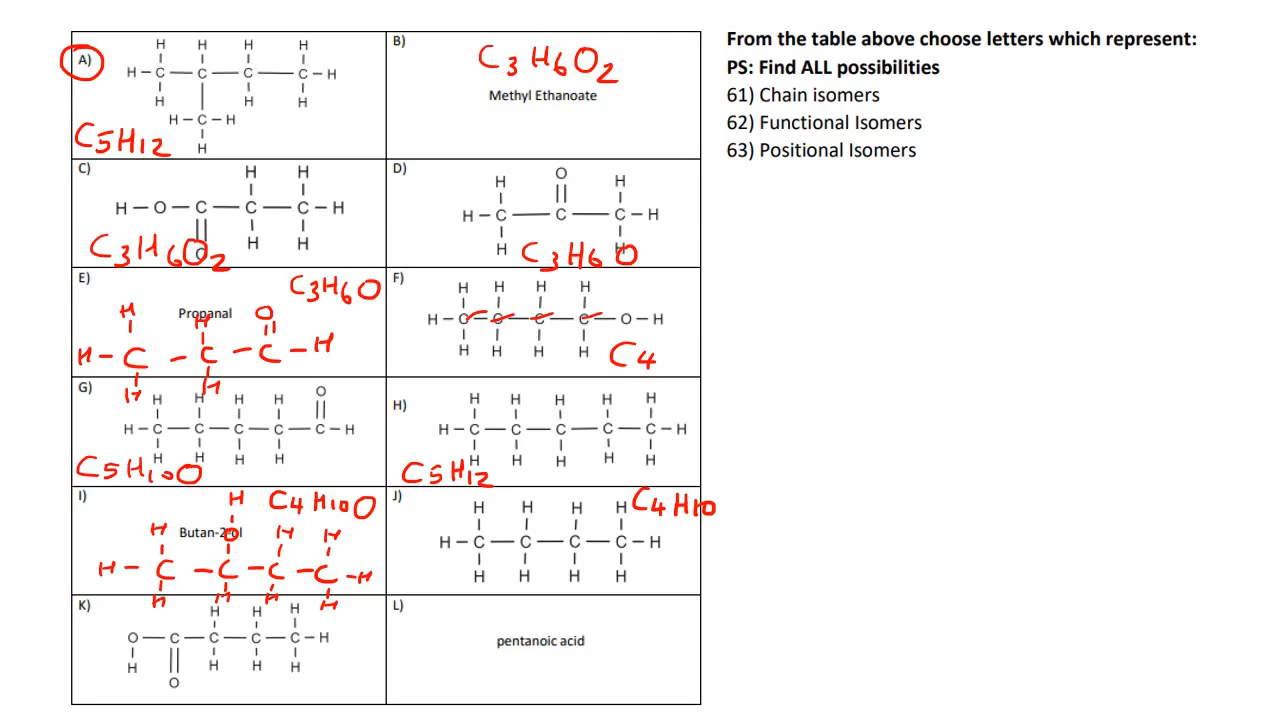 A)
H H H H
H - C - C - C - C - H
H H H
H - C - H
H
C5H12
B)
C3H6O2
Methyl Ethanoate
C)
H H
H - O - C - C - C - H
O H H
C3H6O2
D)
H O H
H - C - C - C - H
H H
C3H6O
E)
C3H6O
Propanal
H H O
H - C - C - C - H
H H
F)
H H H H
H - C - C - C - C - O - H
H H H H
C4
G)
H H H H O
H - C - C - C - C - C - H
H H H H
C5H10O
H)
H H H H H
H - C - C - C - C - C - H
H H H H H
C5H12
I)
H
C4H10O
Butan-2-ol
H O H H
H - C - C - C - C - H
H H H H
J)
C4H10
H H H H
H - C - C - C - C - H
H H H H
K)
H H H
O - C - C - C - C - H
H H H H
O
L)
pentanoic acid
From the table above choose letters which represent:
PS: Find ALL possibilities
61) Chain isomers
62) Functional Isomers
63) Positional Isomers